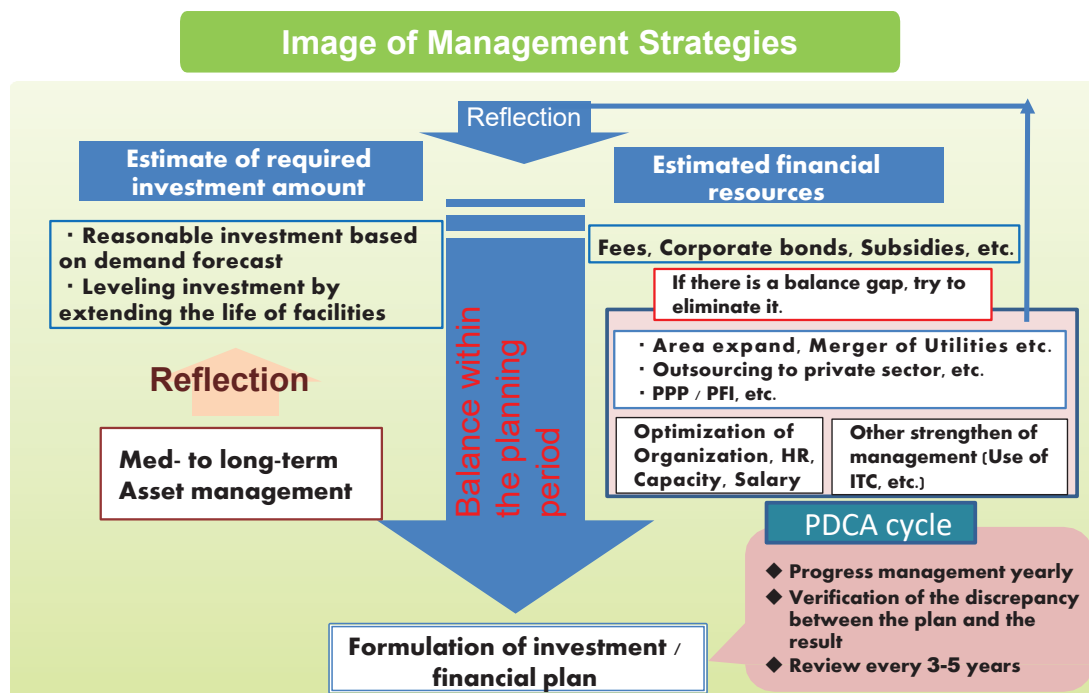 Image of Management Strategies
Reflection
Estimate of required
investment amount
・Reasonable investment based
on demand forecast
・Leveling investment by
extending the life of facilities
Reflection
Med- to long-term
Asset management
Balance within
the planning
period
Estimated financial
resources
Fees, Corporate bonds, Subsidies, etc.
If there is a balance gap, try to
eliminate it.
・Area expand, Merger of Utilities etc.
・Outsourcing to private sector, etc.
・PPP / PFI, etc.
Optimization of
Organization, HR,
Capacity, Salary
Other strengthen of
management (Use of
ITC, etc.)
PDCA cycle
◆ Progress management yearly
◆ Verification of the discrepancy
between the plan and the
result
◆ Review every 3-5 years
Formulation of investment /
financial plan